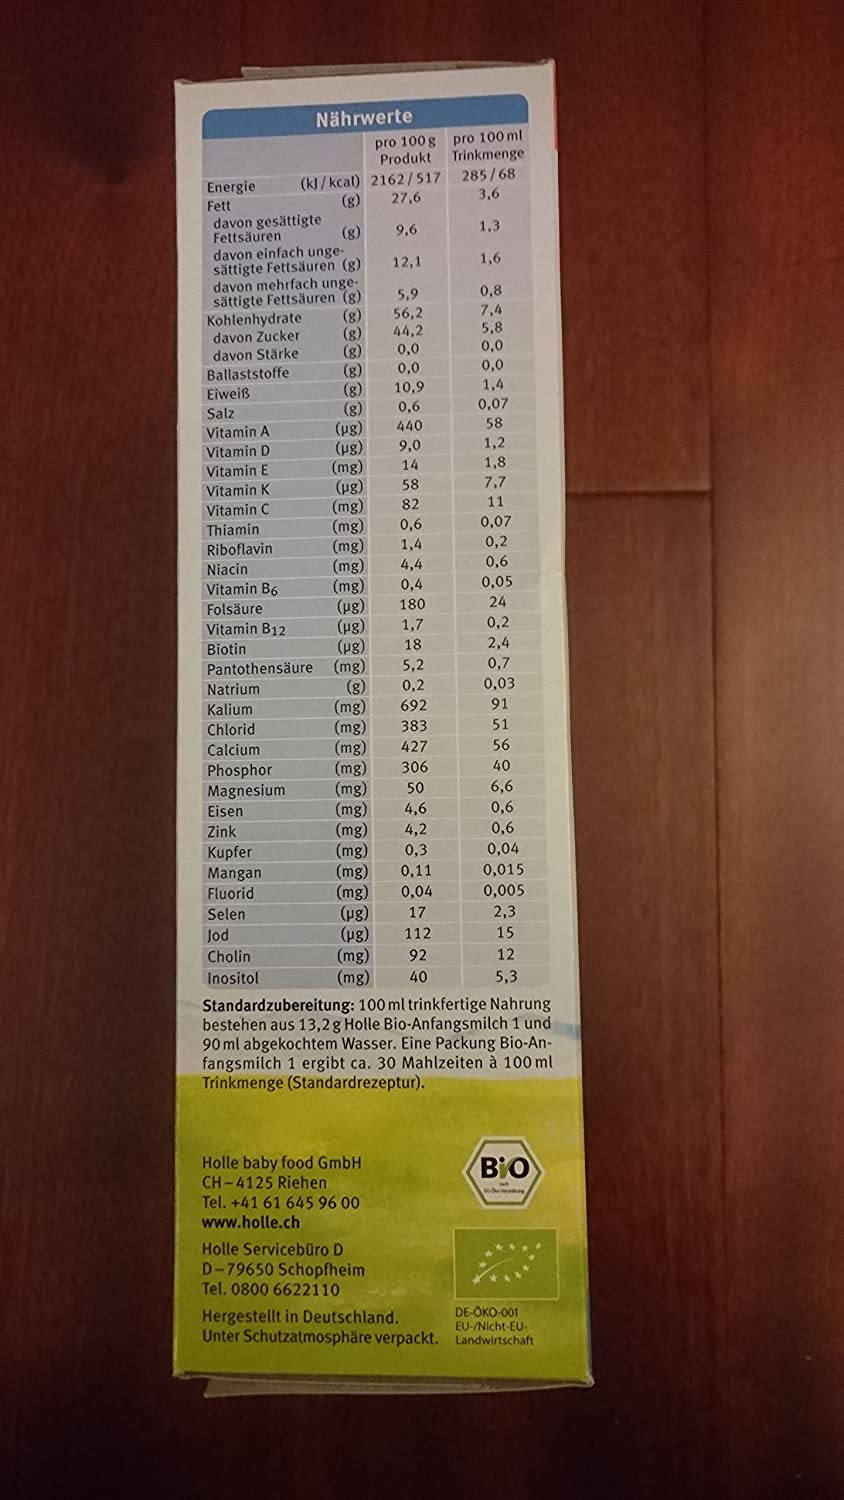 Nährwerte
pro 100 g pro 100 ml
Produkt Trinkmenge
Energie (kJ / kcal) 2162 / 517 285 / 68
Fett (g) 27,6 3,6
davon gesättigte
Fettsäuren (g) 9,6 1,3
davon einfach unge-
sättigte Fettsäuren (g) 12,1 1,6
davon mehrfach unge-
sättigte Fettsäuren (g) 5,9 0,8
Kohlenhydrate (g) 56,2 7,4
davon Zucker (g) 44,2 5,8
davon Stärke (g) 0,0 0,0
Ballaststoffe (g) 0,0 0,0
Eiweiß (g) 10,9 1,4
Salz (g) 0,6 0,07
Vitamin A (µg) 440 58
Vitamin D (µg) 9,0 1,2
Vitamin E (mg) 14 1,8
Vitamin K (µg) 58 7,7
Vitamin C (mg) 82 11
Thiamin (mg) 0,6 0,07
Riboflavin (mg) 1,4 0,2
Niacin (mg) 4,4 0,6
Vitamin B6 (mg) 0,4 0,05
Folsäure (µg) 180 24
Vitamin B12 (µg) 1,7 0,2
Biotin (µg) 18 2,4
Pantothensäure (mg) 5,2 0,7
Natrium (g) 0,2 0,03
Kalium (mg) 692 91
Chlorid (mg) 383 51
Calcium (mg) 427 56
Phosphor (mg) 306 40
Magnesium (mg) 50 6,6
Eisen (mg) 4,6 0,6
Zink (mg) 4,2 0,6
Kupfer (mg) 0,3 0,04
Mangan (mg) 0,11 0,015
Fluorid (mg) 0,04 0,005
Selen (µg) 17 2,3
Jod (µg) 112 15
Cholin (mg) 92 12
Inositol (mg) 40 5,3
Standardzubereitung: 100 ml trinkfertige Nahrung
bestehen aus 13,2 g Holle Bio-Anfangsmilch 1 und
90 ml abgekochtem Wasser. Eine Packung Bio-An-
fangsmilch 1 ergibt ca. 30 Mahlzeiten à 100 ml
Trinkmenge (Standardrezeptur).
Holle baby food GmbH
CH – 4125 Riehen
Tel. +41 61 645 96 00
www.holle.ch
Holle Servicebüro D
D – 79650 Schopfheim
Tel. 0800 6622110
Hergestellt in Deutschland.
Unter Schutzatmosphäre verpackt.
Bio
nach
EG-Öko-Verordnung
DE-ÖKO-001
EU-/Nicht-EU-
Landwirtschaft